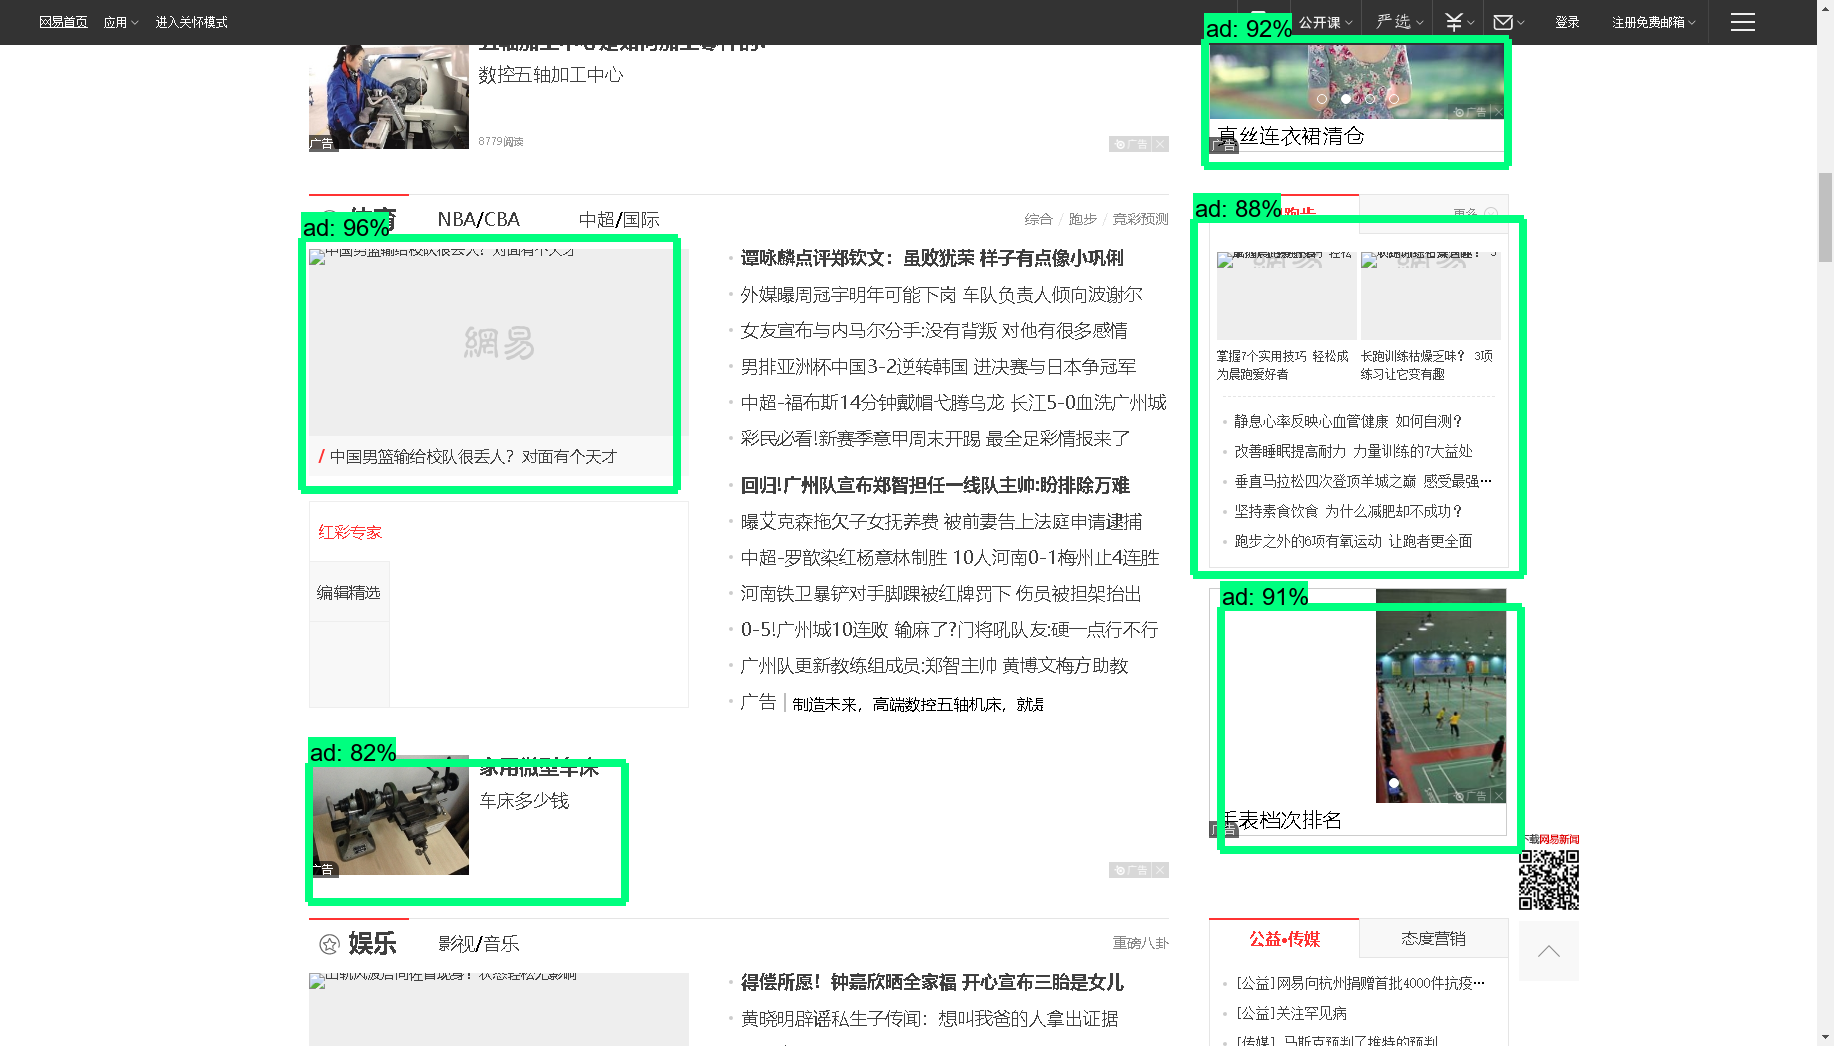 网易首页 应用 进入关怀模式 公开课 严选 登录 注册免费邮箱
数控五轴加工中心
8779阅读
广告
广告
ad: 92%
广告
真丝连衣裙清仓
广告
ad: 96%
NBA/CBA 中超/国际
综合 / 跑步 / 竞彩预测
中国男篮输给校队很丢人？对面有个天才
網易
/ 中国男篮输给校队很丢人？对面有个天才
红彩专家
编辑精选
谭咏麟点评郑钦文：虽败犹荣 样子有点像小巩俐
外媒曝周冠宇明年可能下岗 车队负责人倾向波谢尔
女友宣布与内马尔分手:没有背叛 对他有很多感情
男排亚洲杯中国3-2逆转韩国 进决赛与日本争冠军
中超-福布斯14分钟戴帽弋腾乌龙 长江5-0血洗广州城
彩民必看!新赛季意甲周末开踢 最全足彩情报来了
回归!广州队宣布郑智担任一线队主帅:盼排除万难
曝艾克森拖欠子女抚养费 被前妻告上法庭申请逮捕
中超-罗歆染红杨意林制胜 10人河南0-1梅州止4连胜
河南铁卫暴铲对手脚踝被红牌罚下 伤员被担架抬出
0-5!广州城10连败 输麻了?门将吼队友:硬一点行不行
广州队更新教练组成员:郑智主帅 黄博文梅方助教
广告 | 制造未来，高端数控五轴机床，就是
ad: 88%
跑步
更多
掌握7个实用技巧 轻松成
为晨跑爱好者
长跑训练枯燥乏味？ 3项
练习让它变有趣
静息心率反映心血管健康 如何自测？
改善睡眠提高耐力 力量训练的7大益处
垂直马拉松四次登顶羊城之巅 感受最强…
坚持素食饮食 为什么减肥却不成功？
跑步之外的6项有氧运动 让跑者更全面
ad: 91%
广告
手表档次排名
广告
下载网易新闻
ad: 82%
家用微型车床
车床多少钱
广告
广告
娱乐 影视/音乐
重磅八卦
得偿所愿！钟嘉欣晒全家福 开心宣布三胎是女儿
黄晓明辟谣私生子传闻：想叫我爸的人拿出证据
公益•传媒 态度营销
[公益]网易向杭州捐赠首批4000件抗疫…
[公益]关注罕见病
[传媒] 马斯克预判了推特的预判